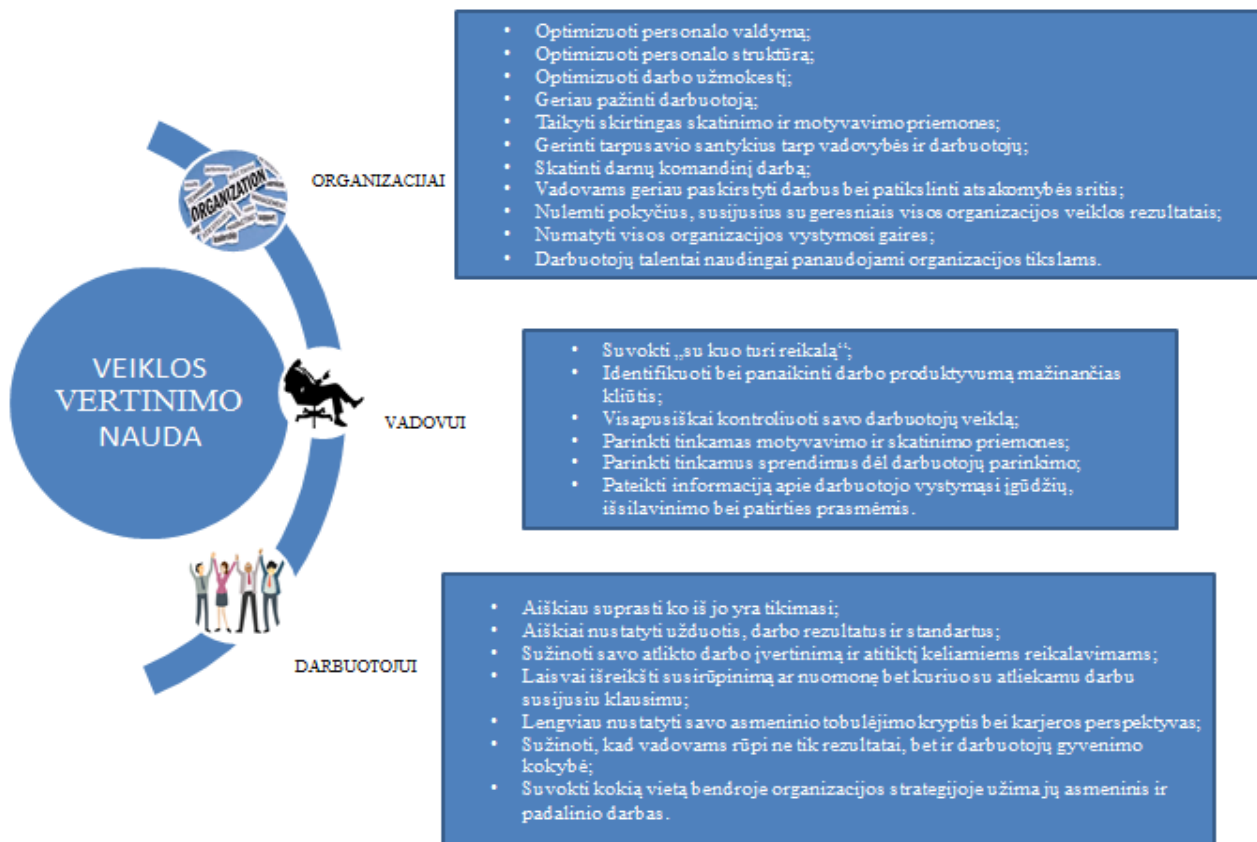 VEIKLOS
VERTINIMO
NAUDA
ORGANIZACIJAI
ORGANIZATION
• Optimizuoti personalo valdymą;
• Optimizuoti personalo struktūrą;
• Optimizuoti darbo užmokestį;
• Geriau pažinti darbuotoją;
• Taikyti skirtingas skatinimo ir motyvavimo priemones;
• Gerinti tarpusavio santykius tarp vadovybės ir darbuotojų;
• Skatinti darnų komandinį darbą;
• Vadovams geriau paskirstyti darbus bei patikslinti atsakomybės sritis;
• Nulemti pokyčius, susijusius su geresniais visos organizacijos veiklos rezultatais;
• Numatyti visos organizacijos vystymosi gaires;
• Darbuotojų talentai naudingai panaudojami organizacijos tikslams.
VADOVUI
• Suvokti „su kuo turi reikalą“;
• Identifikuoti bei panaikinti darbo produktyvumą mažinančias
kliūtis;
• Visapusiškai kontroliuoti savo darbuotojų veiklą;
• Parinkti tinkamas motyvavimo ir skatinimo priemones;
• Parinkti tinkamus sprendimus dėl darbuotojų parinkimo;
• Pateikti informaciją apie darbuotojo vystymąsi įgūdžių,
išsilavinimo bei patirties prasmėmis.
DARBUOTOJUI
• Aiškiau suprasti ko iš jo yra tikimasi;
• Aiškiai nustatyti užduotis, darbo rezultatus ir standartus;
• Sužinoti savo atlikto darbo įvertinimą ir atitiktį keliamiems reikalavimams;
• Laisvai išreikšti susirūpinimą ar nuomonę bet kuriuo su atliekamu darbu
susijusiu klausimu;
• Lengviau nustatyti savo asmeninio tobulėjimo kryptis bei karjeros perspektyvas;
• Sužinoti, kad vadovams rūpi ne tik rezultatai, bet ir darbuotojų gyvenimo
kokybė;
• Suvokti kokią vietą bendroje organizacijos strategijoje užima jų asmeninis ir
padalinio darbas.